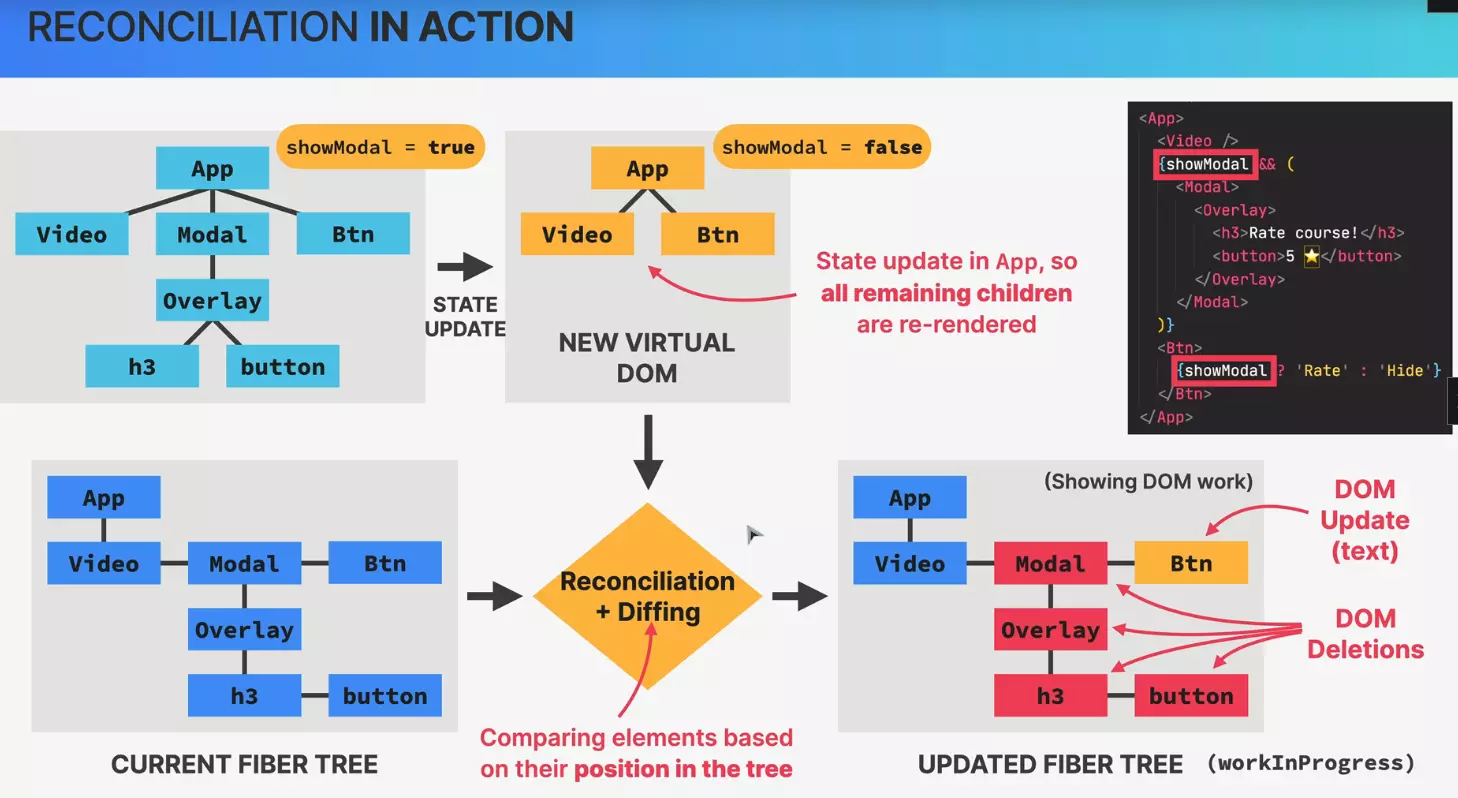 RECONCILIATION IN ACTION
showModal = true
App
Video Modal Btn
Overlay
h3 button
STATE
UPDATE
showModal = false
App
Video Btn
NEW VIRTUAL
DOM
State update in App, so
all remaining children
are re-rendered
<App>
<Video />
{showModal && (
<Modal>
<Overlay>
<h3>Rate course!</h3>
<button>5 ⭐</button>
</Overlay>
</Modal>
)}
<Btn>
{showModal ? 'Rate' : 'Hide'}
</Btn>
</App>
App
Video Modal Btn
Overlay
h3 button
CURRENT FIBER TREE
Reconciliation
+ Diffing
Comparing elements based
on their position in the tree
(Showing DOM work)
App
Video Modal Btn
Overlay
h3 button
DOM
Update
(text)
DOM
Deletions
UPDATED FIBER TREE (workInProgress)